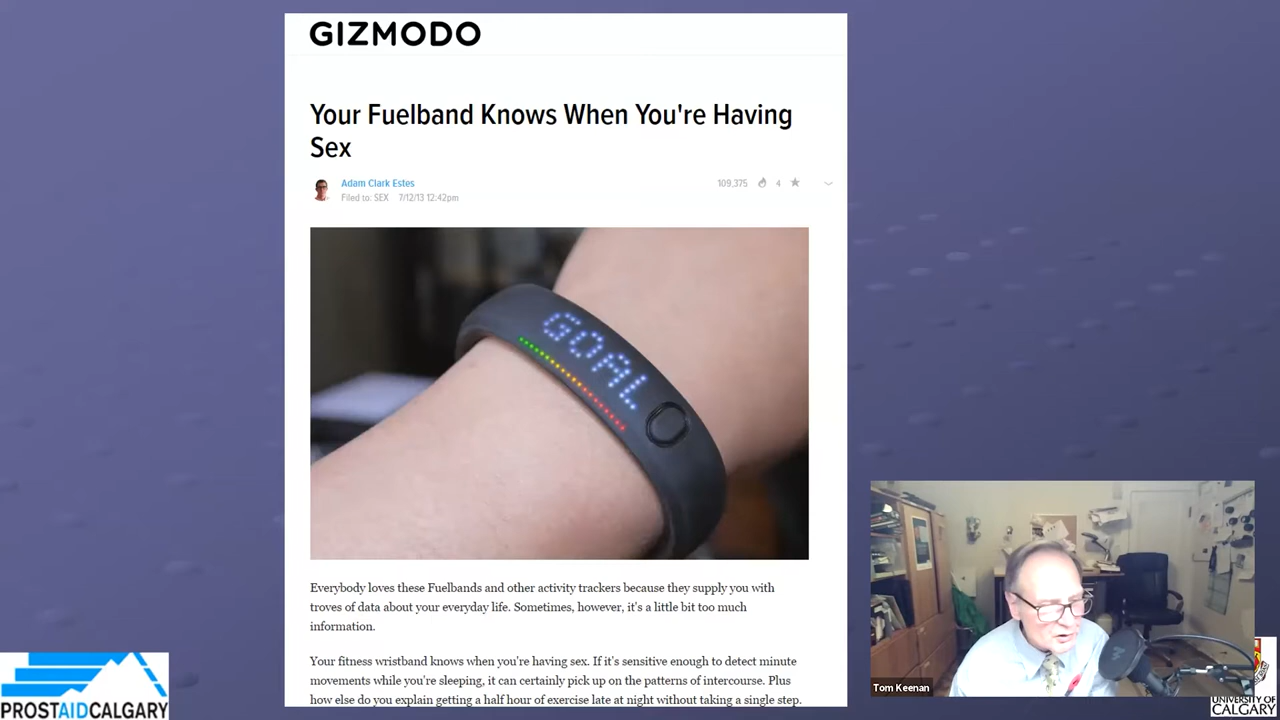 GIZMODO
Your Fuelband Knows When You're Having
Sex
Adam Clark Estes
109,375 4
Filed to: SEX 7/12/13 12:42pm
GOAL
Everybody loves these Fuelbands and other activity trackers because they supply you with
troves of data about your everyday life. Sometimes, however, it's a little bit too much
information.
Your fitness wristband knows when you're having sex. If it's sensitive enough to detect minute
movements while you're sleeping, it can certainly pick up on the patterns of intercourse. Plus
how else do you explain getting a half hour of exercise late at night without taking a single step.
Tom Keenan
PROSTAIDCALGARY
UNIVERSITY OF
CALGARY